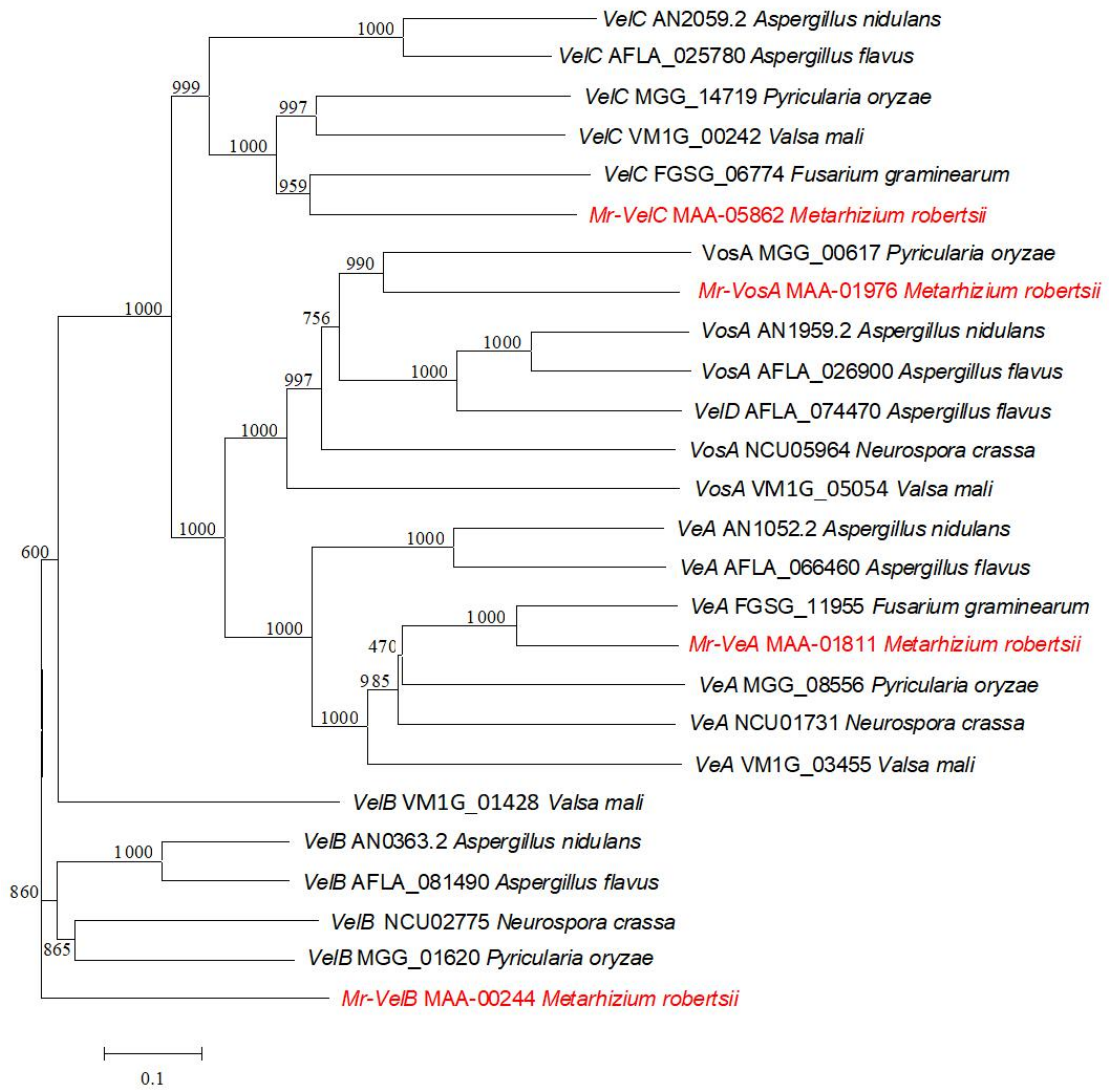 VelC AN2059.2 Aspergillus nidulans
1000
VelC AFLA_025780 Aspergillus flavus
999
VelC MGG_14719 Pyricularia oryzae
997
VelC VM1G_00242 Valsa mali
1000
VelC FGSG_06774 Fusarium graminearum
959
Mr-VelC MAA-05862 Metarhizium robertsii
VosA MGG_00617 Pyricularia oryzae
990
Mr-VosA MAA-01976 Metarhizium robertsii
1000
756
VosA AN1959.2 Aspergillus nidulans
1000
VosA AFLA_026900 Aspergillus flavus
1000
997
VelD AFLA_074470 Aspergillus flavus
1000
VosA NCU05964 Neurospora crassa
VosA VM1G_05054 Valsa mali
1000
VeA AN1052.2 Aspergillus nidulans
1000
600
VeA AFLA_066460 Aspergillus flavus
VeA FGSG_11955 Fusarium graminearum
1000
1000
Mr-VeA MAA-01811 Metarhizium robertsii
470
985
VeA MGG_08556 Pyricularia oryzae
1000
VeA NCU01731 Neurospora crassa
VeA VM1G_03455 Valsa mali
VelB VM1G_01428 Valsa mali
VelB AN0363.2 Aspergillus nidulans
1000
VelB AFLA_081490 Aspergillus flavus
860
VelB NCU02775 Neurospora crassa
865
VelB MGG_01620 Pyricularia oryzae
Mr-VelB MAA-00244 Metarhizium robertsii
0.1